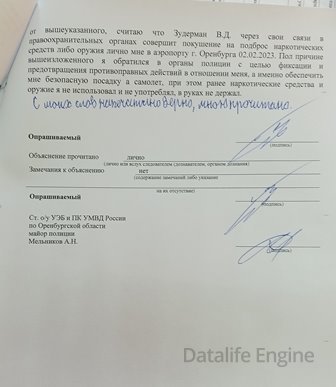 от вышеуказанного, считаю что Зудерман В.Д. через свои связи в
правоохранительных органах совершит покушение на подброс наркотических
средств либо оружия лично мне в аэропорту г. Оренбурга 02.02.2023. Пол причине
вышеизложенного я обратился в органы полиции с целью фиксации и
предотвращения противоправных действий в отношении меня, а именно обеспечить
мне безопасную посадку а самолет, при этом ранее наркотические средства и
оружие я не использовал и не употреблял, в руках не держал.
С моих слов напечатано верно, мною прочитано.
Опрашиваемый
(подпись)
Объяснение прочитано лично
(лично или вслух следователем (дознавателем, органом дознания)
Замечания к объяснению нет
(содержание замечаний либо указание
на их отсутствие)
Опрашиваемый
(подпись)
Ст. о/у УЭБ и ПК УМВД России
по Оренбургской области
майор полиции
Мельников А.Н.
(подпись)
Datalife Engine